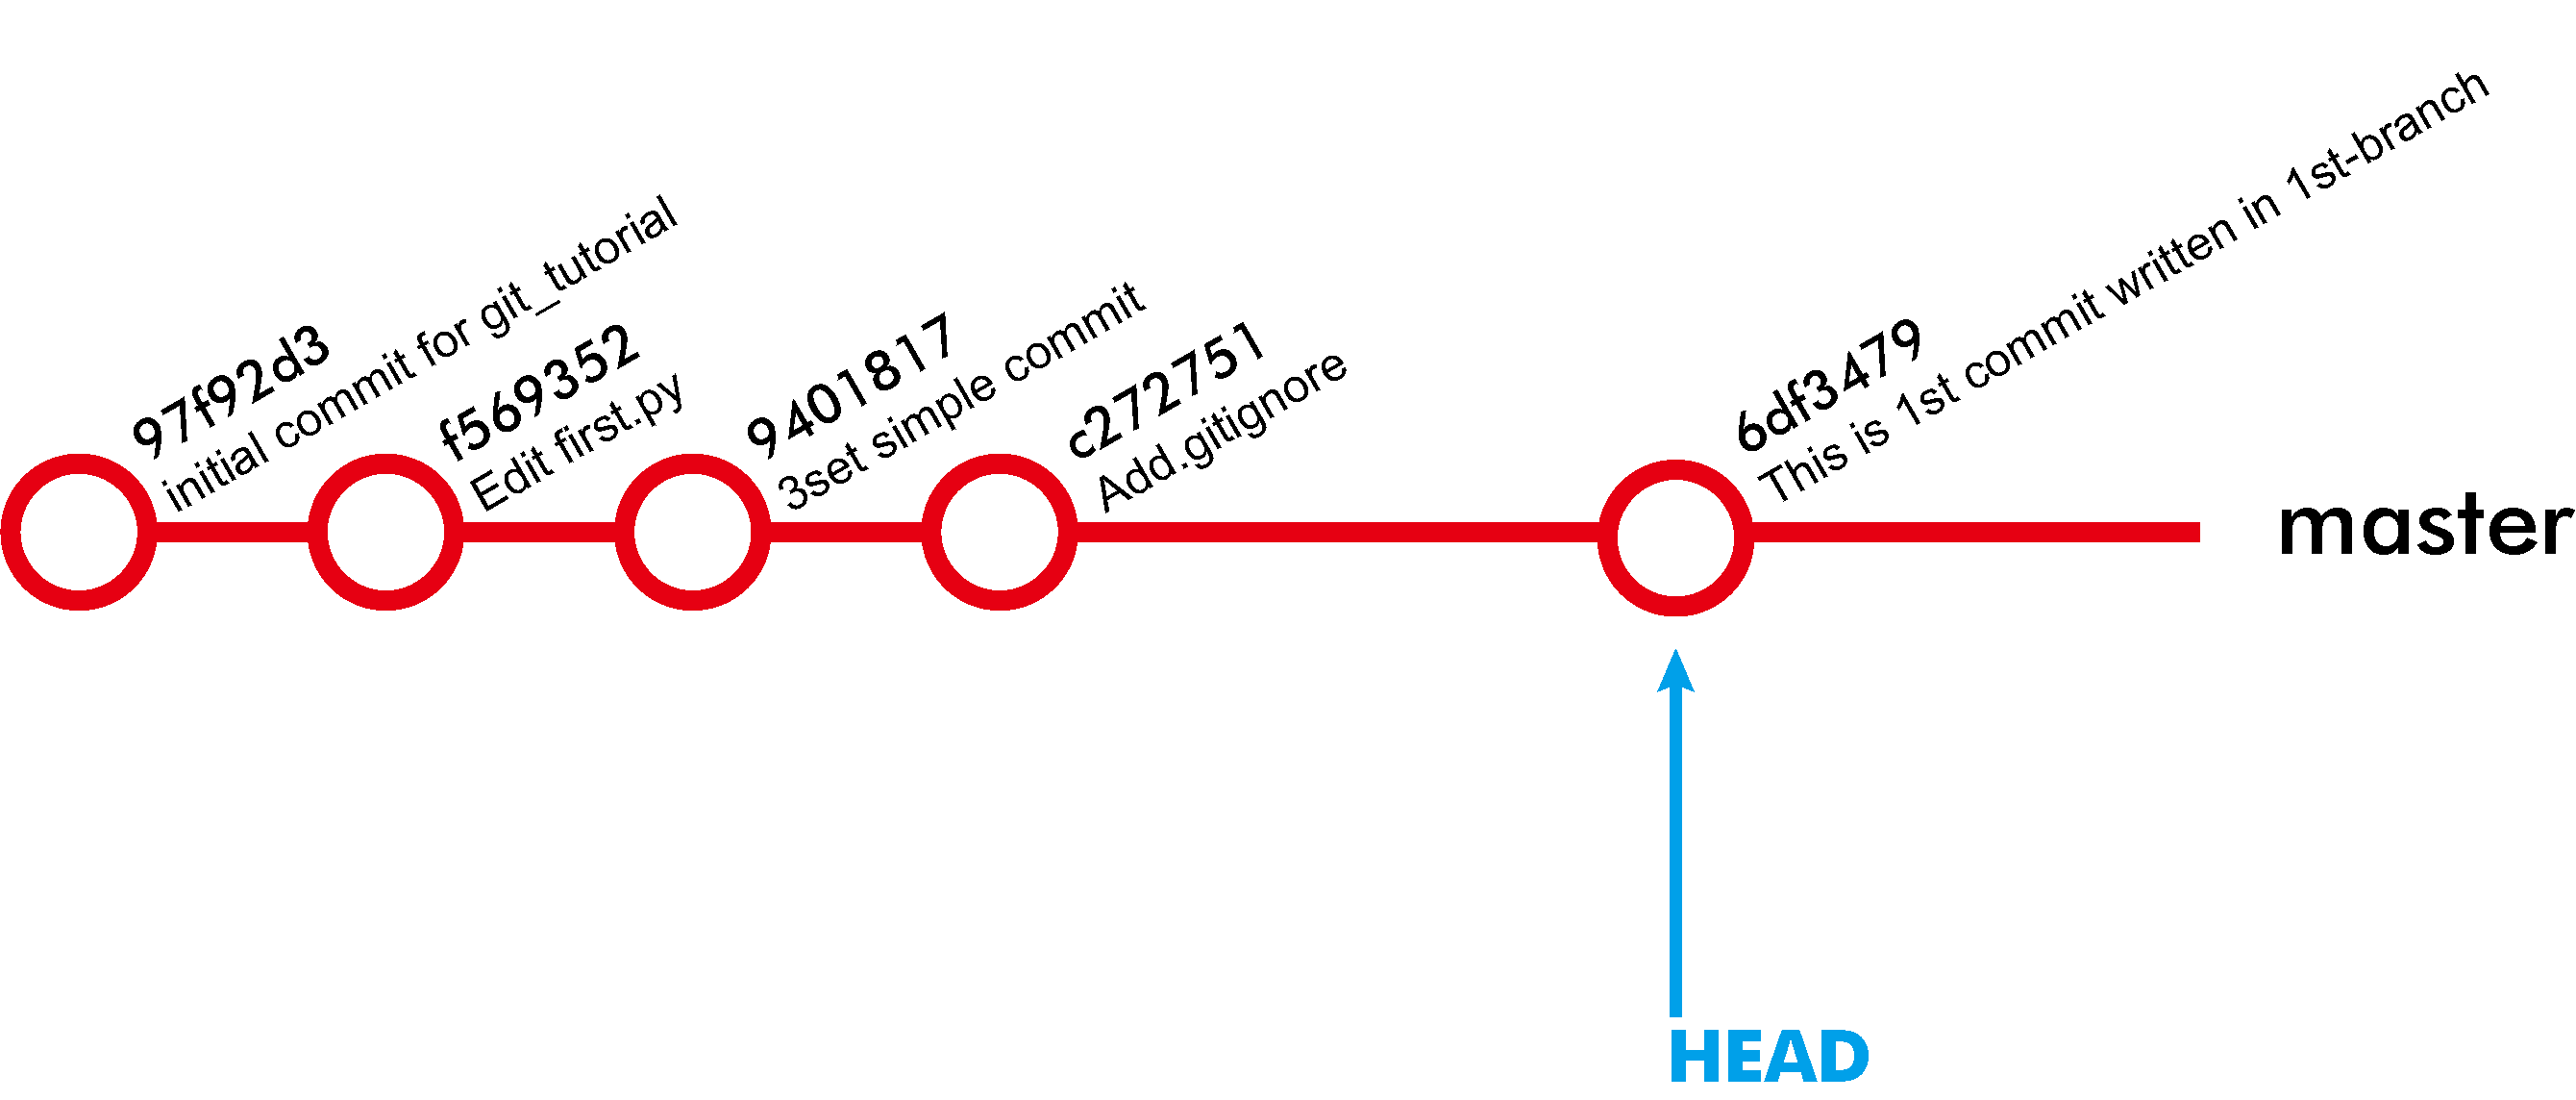 97f92d3
initial commit for git_tutorial
f569352
Edit first.py
9401817
3set simple commit
c272751
Add.gitignore
6df3479
This is 1st commit written in 1st-branch
master
HEAD